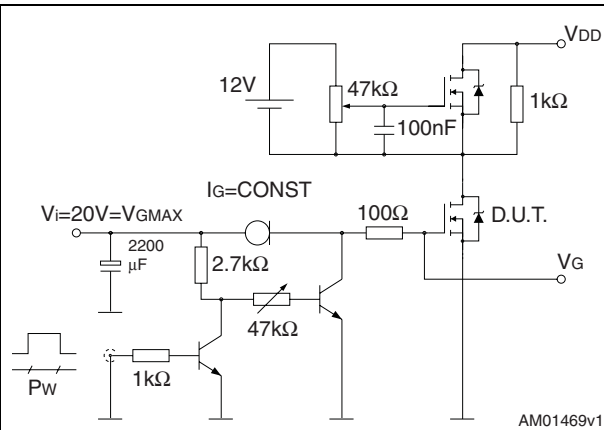 VDD
12V
47kΩ
1kΩ
100nF
IG=CONST
Vi=20V=VGMAX
100Ω
D.U.T.
2200
μF
2.7kΩ
VG
47kΩ
1kΩ
PW
AM01469v1